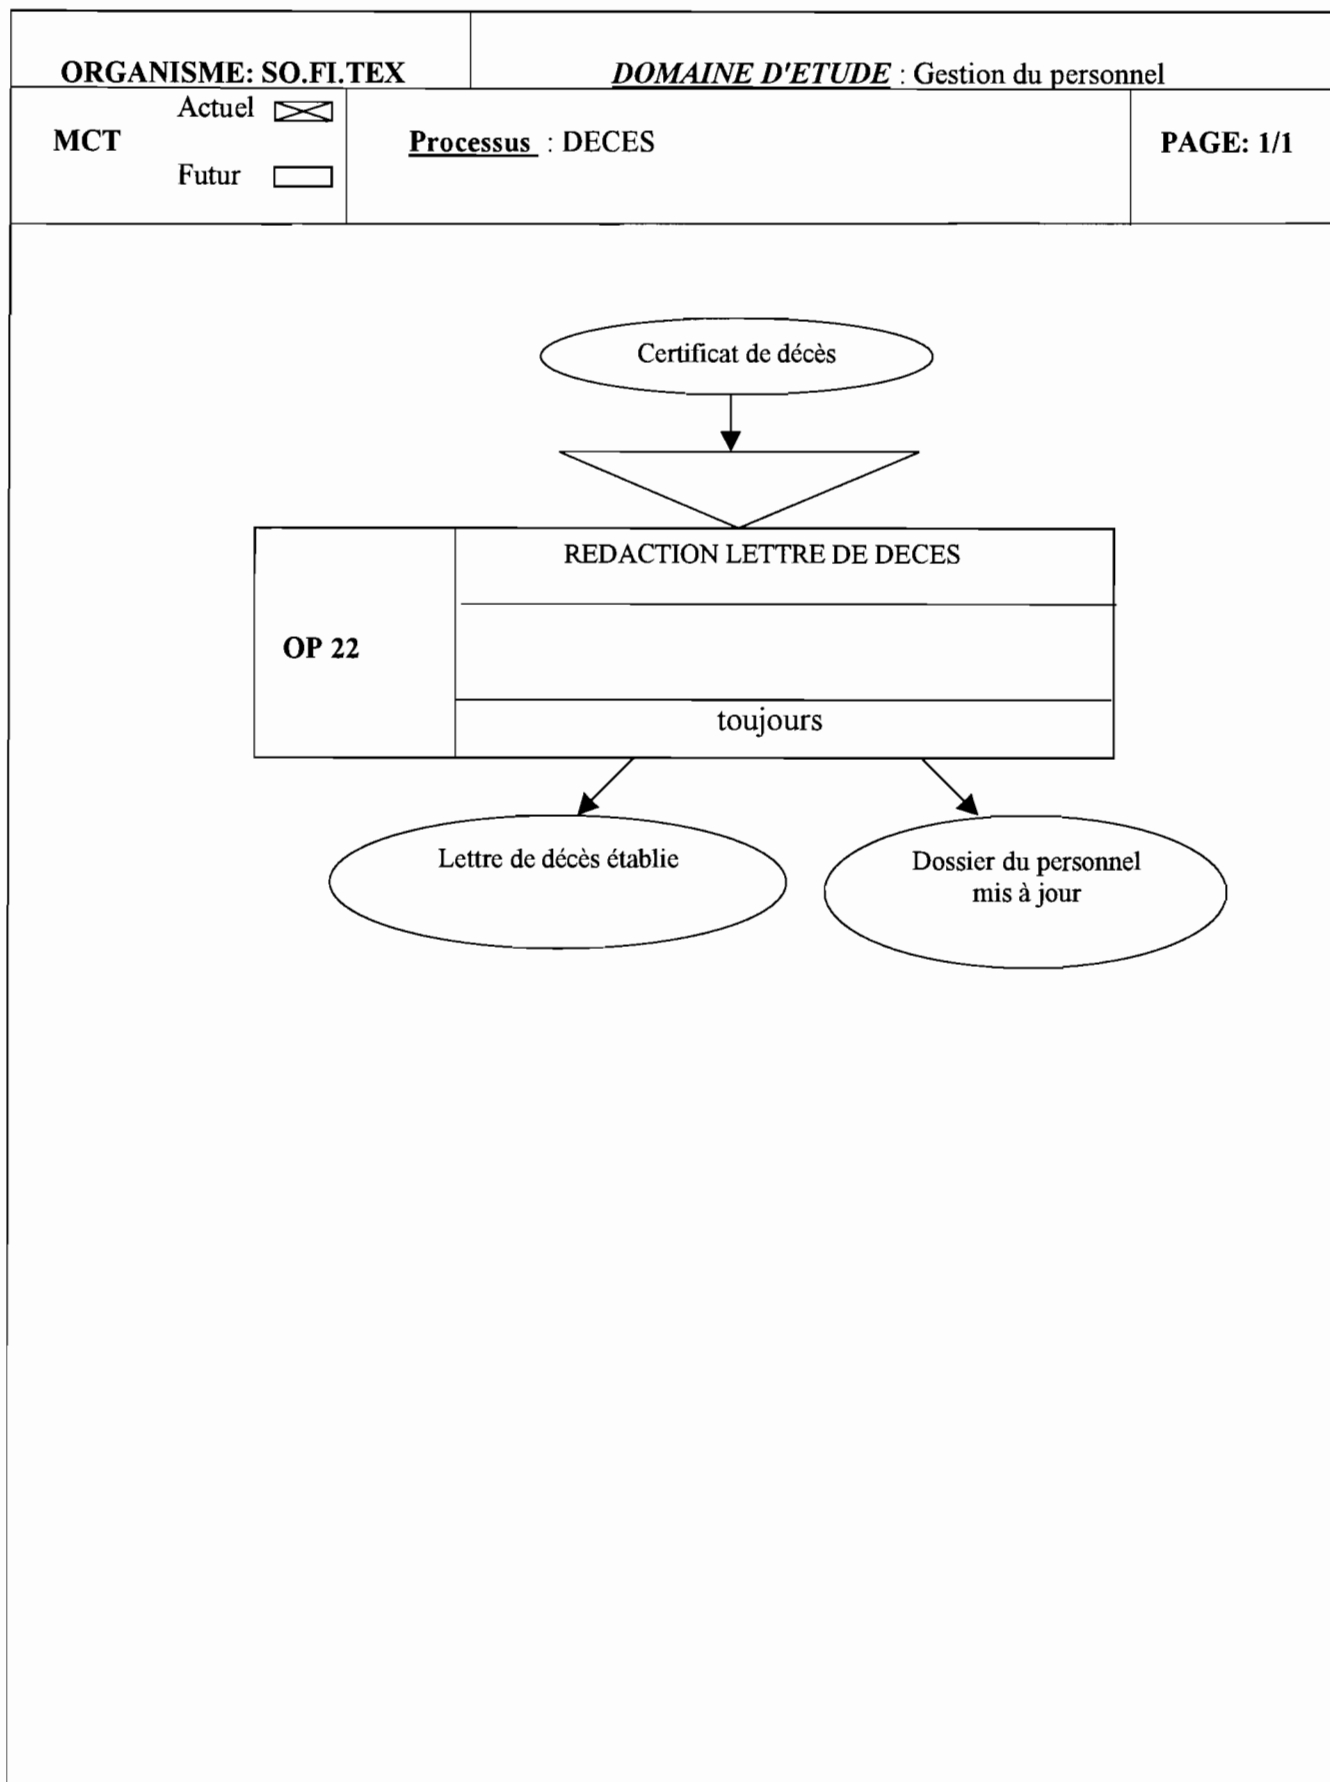 ORGANISME: SO.FI.TEX
DOMAINE D'ETUDE : Gestion du personnel
MCT
Actuel
Futur
Processus : DECES
PAGE: 1/1
Certificat de décès
REDACTION LETTRE DE DECES
OP 22
toujours
Lettre de décès établie
Dossier du personnel
mis à jour